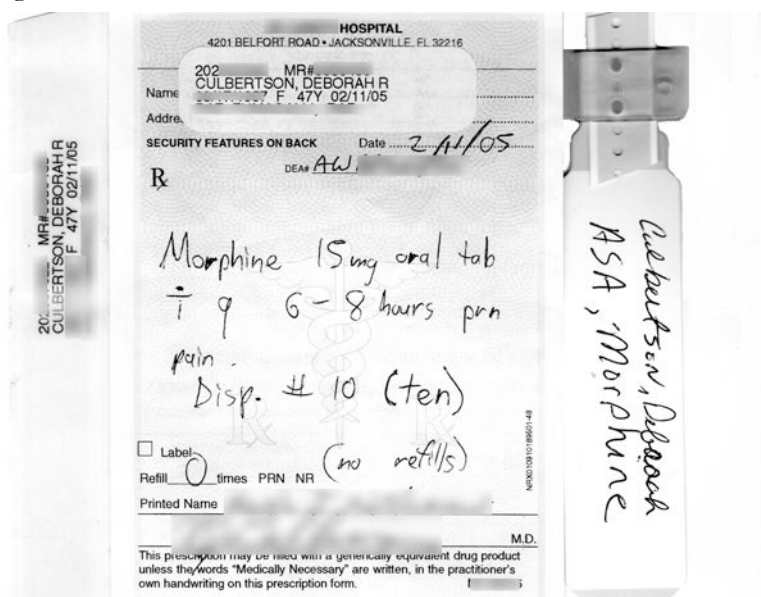 HOSPITAL
4201 BELFORT ROAD • JACKSONVILLE, FL 32216
202 MR#
CULBERTSON, DEBORAH R
F 47Y 02/11/05
Name
Addre
SECURITY FEATURES ON BACK Date 2/11/05
DEA# AW
Rx
Morphine 15mg oral tab
ṫ q 6-8 hours prn
pain.
Disp. # 10 (ten)
(no refills)
Label
Refill 0 times PRN NR
Printed Name
M.D.
This prescription may be filled with a generically equivalent drug product
unless the words "Medically Necessary" are written, in the practitioner's
own handwriting on this prescription form.
NRX010910189601-48
202 MR#
CULBERTSON, DEBORAH R
F 47Y 02/11/05
Culbertson, Deborah
ASA, Morphine